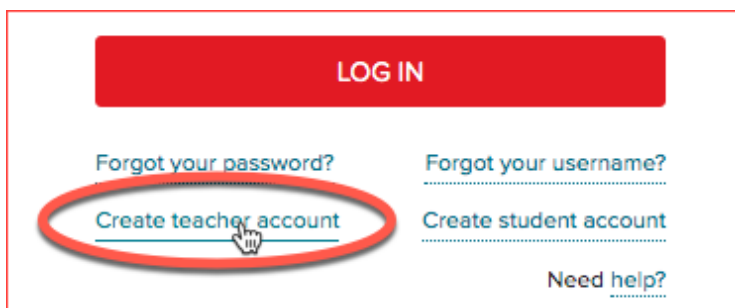 LOG IN
Forgot your password? Forgot your username?
Create teacher account Create student account
Need help?